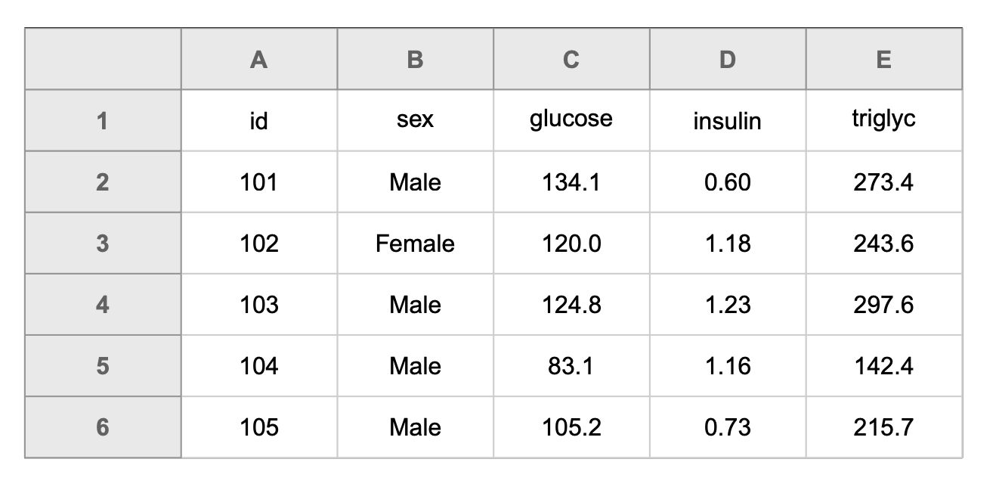 A B C D E
1 id sex glucose insulin triglyc
2 101 Male 134.1 0.60 273.4
3 102 Female 120.0 1.18 243.6
4 103 Male 124.8 1.23 297.6
5 104 Male 83.1 1.16 142.4
6 105 Male 105.2 0.73 215.7